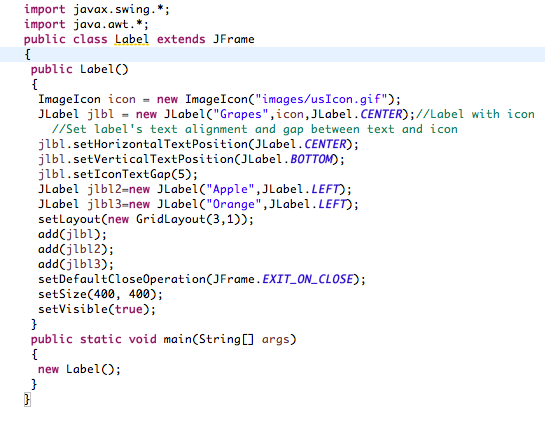 import javax.swing.*;
import java.awt.*;
public class Label extends JFrame
{
public Label()
{
ImageIcon icon = new ImageIcon("images/usIcon.gif");
JLabel jlbl = new JLabel("Grapes",icon,JLabel.CENTER);//Label with icon
//Set label's text alignment and gap between text and icon
jlbl.setHorizontalTextPosition(JLabel.CENTER);
jlbl.setVerticalTextPosition(JLabel.BOTTOM);
jlbl.setIconTextGap(5);
JLabel jlbl2=new JLabel("Apple",JLabel.LEFT);
JLabel jlbl3=new JLabel("Orange",JLabel.LEFT);
setLayout(new GridLayout(3,1));
add(jlbl);
add(jlbl2);
add(jlbl3);
setDefaultCloseOperation(JFrame.EXIT_ON_CLOSE);
setSize(400, 400);
setVisible(true);
}
public static void main(String[] args)
{
new Label();
}
}